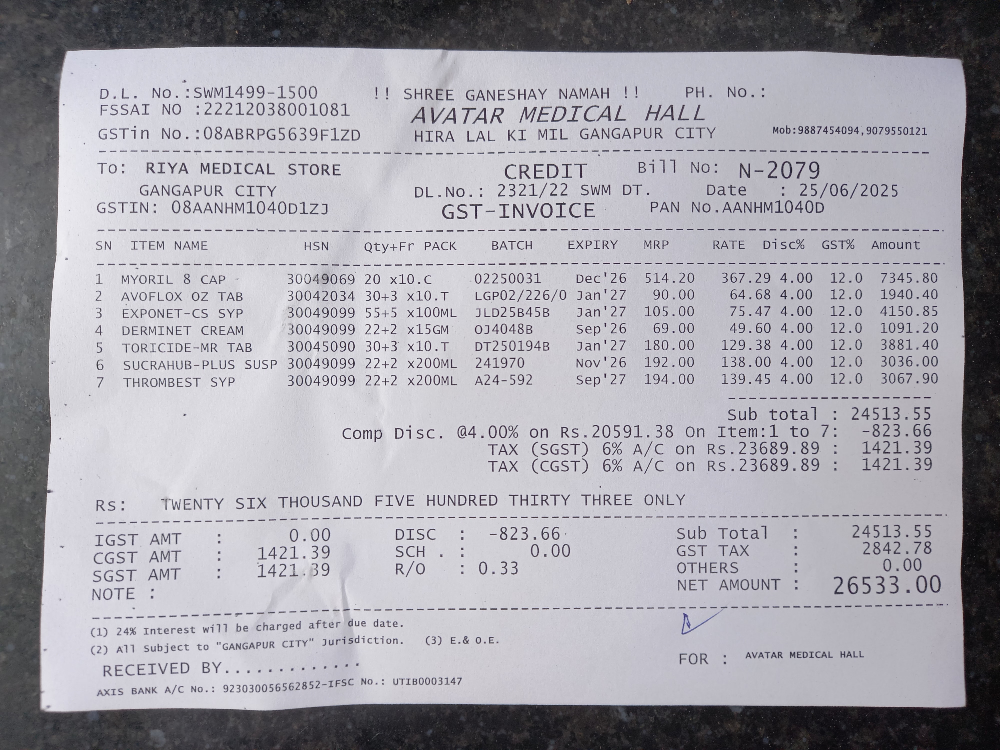 D.L. No.:SWM1499-1500 !! SHREE GANESHAY NAMAH !! PH. No.:
FSSAI NO :22212038001081 AVATAR MEDICAL HALL
GSTin No.:08ABRPG5639F1ZD HIRA LAL KI MIL GANGAPUR CITY Mob:9887454094,9079550121
To: RIYA MEDICAL STORE CREDIT Bill No: N-2079
GANGAPUR CITY DL.No.: 2321/22 SWM DT. Date : 25/06/2025
GSTIN: 08AANHM1040D1ZJ GST-INVOICE PAN No.AANHM1040D
SN ITEM NAME HSN Qty+Fr PACK BATCH EXPIRY MRP RATE Disc% GST% Amount
1 MYORIL 8 CAP 30049069 20 x10.C 02250031 Dec'26 514.20 367.29 4.00 12.0 7345.80
2 AVOFLOX OZ TAB 30042034 30+3 x10.T LGP02/226/0 Jan'27 90.00 64.68 4.00 12.0 1940.40
3 EXPONET-CS SYP 30049099 55+5 x100ML JLD25B45B Jan'27 105.00 75.47 4.00 12.0 4150.85
4 DERMINET CREAM 30049099 22+2 x15GM OJ4048B Sep'26 69.00 49.60 4.00 12.0 1091.20
5 TORICIDE-MR TAB 30045090 30+3 x10.T DT250194B Jan'27 180.00 129.38 4.00 12.0 3881.40
6 SUCRAHUB-PLUS SUSP 30049099 22+2 x200ML 241970 Nov'26 192.00 138.00 4.00 12.0 3036.00
7 THROMBEST SYP 30049099 22+2 x200ML A24-592 Sep'27 194.00 139.45 4.00 12.0 3067.90
Sub total : 24513.55
Comp Disc. @4.00% on Rs.20591.38 On Item:1 to 7: -823.66
TAX (SGST) 6% A/C on Rs.23689.89 : 1421.39
TAX (CGST) 6% A/C on Rs.23689.89 : 1421.39
Rs: TWENTY SIX THOUSAND FIVE HUNDRED THIRTY THREE ONLY
IGST AMT : 0.00 DISC : -823.66 Sub Total : 24513.55
CGST AMT : 1421.39 SCH . : 0.00 GST TAX : 2842.78
SGST AMT : 1421.39 R/O : 0.33 OTHERS : 0.00
NOTE : NET AMOUNT : 26533.00
(1) 24% Interest will be charged after due date.
(2) All Subject to "GANGAPUR CITY" Jurisdiction. (3) E.& O.E.
RECEIVED BY............. FOR : AVATAR MEDICAL HALL
AXIS BANK A/C No.: 923030056562852-IFSC No.: UTIB0003147